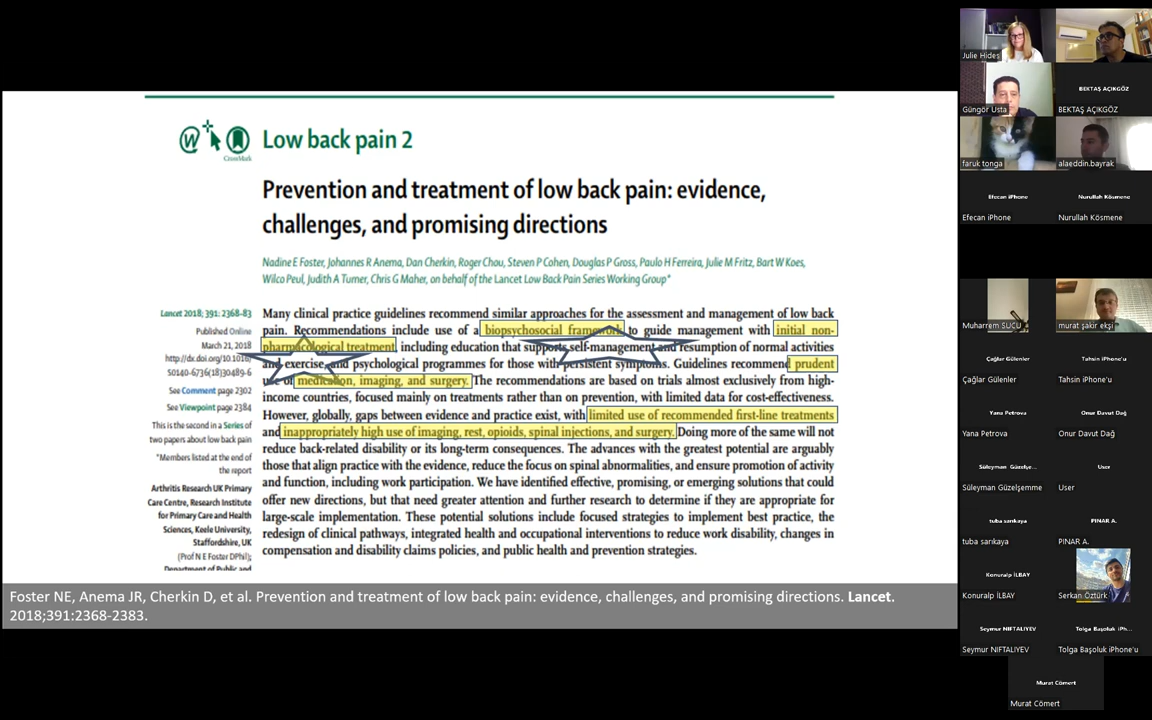 Low back pain 2
CrossMark
Prevention and treatment of low back pain: evidence,
challenges, and promising directions
Nadine E Foster, Johannes R Anema, Dan Cherkin, Roger Chou, Steven P Cohen, Douglas P Gross, Paulo H Ferreira, Julie M Fritz, Bart W Koes,
Wilco Peul, Judith A Turner, Chris G Maher, on behalf of the Lancet Low Back Pain Series Working Group*
Lancet 2018; 391: 2368-83
Published Online
March 21, 2018
http://dx.doi.org/10.1016/
S0140-6736(18)30489-6
See Comment page 2302
See Viewpoint page 2384
This is the second in a Series of
two papers about low back pain
*Members listed at the end of
the report
Arthritis Research UK Primary
Care Centre, Research Institute
for Primary Care and Health
Sciences, Keele University,
Staffordshire, UK
(Prof N E Foster DPhil);
Department of Public and
Many clinical practice guidelines recommend similar approaches for the assessment and management of low back
pain. Recommendations include use of a biopsychosocial framework to guide management with initial non-
pharmacological treatment, including education that supports self-management and resumption of normal activities
and exercise, and psychological programmes for those with persistent symptoms. Guidelines recommend prudent
use of medication, imaging, and surgery. The recommendations are based on trials almost exclusively from high-
income countries, focused mainly on treatments rather than on prevention, with limited data for cost-effectiveness.
However, globally, gaps between evidence and practice exist, with limited use of recommended first-line treatments
and inappropriately high use of imaging, rest, opioids, spinal injections, and surgery. Doing more of the same will not
reduce back-related disability or its long-term consequences. The advances with the greatest potential are arguably
those that align practice with the evidence, reduce the focus on spinal abnormalities, and ensure promotion of activity
and function, including work participation. We have identified effective, promising, or emerging solutions that could
offer new directions, but that need greater attention and further research to determine if they are appropriate for
large-scale implementation. These potential solutions include focused strategies to implement best practice, the
redesign of clinical pathways, integrated health and occupational interventions to reduce work disability, changes in
compensation and disability claims policies, and public health and prevention strategies.
Foster NE, Anema JR, Cherkin D, et al. Prevention and treatment of low back pain: evidence, challenges, and promising directions. Lancet.
2018;391:2368-2383.
Julie Hides
Güngör Usta
BEKTAŞ AÇIKGÖZ
BEKTAŞ AÇIKGÖZ
faruk tonga
alaeddin.bayrak
Efecan iPhone
Efecan iPhone
Nurullah Kösmene
Nurullah Kösmene
Muharrem SUCU
murat şakir ekşi
Çağlar Gülenler
Çağlar Gülenler
Tahsin iPhone'u
Tahsin iPhone'u
Yana Petrova
Yana Petrova
Onur Davut Dağ
Onur Davut Dağ
Süleyman Güzelşe...
Süleyman Güzelşemme
User
User
tuba sarıkaya
tuba sarıkaya
PINAR A.
PINAR A.
Konuralp İLBAY
Konuralp İLBAY
Serkan Öztürk
Seymur NIFTALIYEV
Seymur NIFTALIYEV
Tolga Başoluk iPh...
Tolga Başoluk iPhone'u
Murat Cömert
Murat Cömert